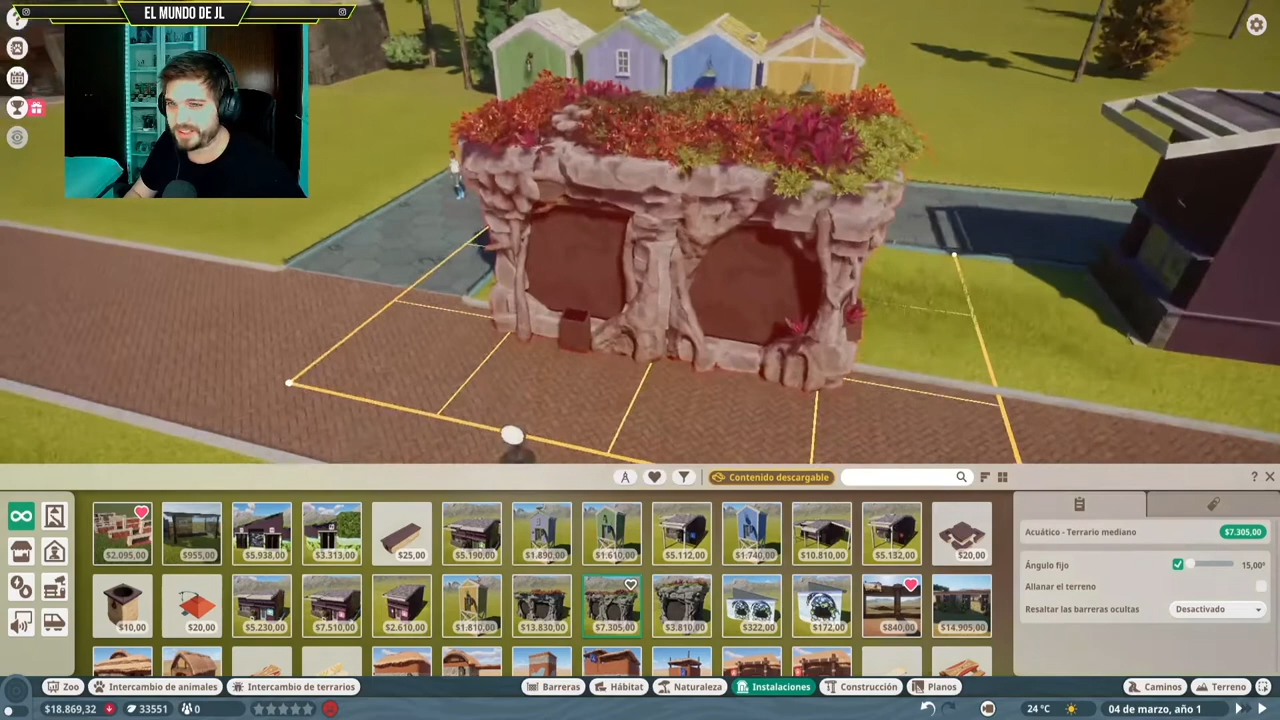 EL MUNDO DE JL
Contenido descargable
$2.095,00 $955,00 $5.938,00 $3.313,00 $25,00 $5.190,00 $1.890,00 $1.610,00 $5.112,00 $1.740,00 $10.810,00 $5.132,00 $20,00
$10,00 $20,00 $5.230,00 $7.510,00 $2.610,00 $1.810,00 $13.830,00 $7.305,00 $3.810,00 $322,00 $172,00 $840,00 $14.905,00
Acuático - Terrario mediano $7.305,00
Ángulo fijo 15,00°
Allanar el terreno
Resaltar las barreras ocultas Desactivado
Zoo Intercambio de animales Intercambio de terrarios Barreras Hábitat Naturaleza Instalaciones Construcción Planos Caminos Terreno
$18.869,32 33551 0 24 °C 04 de marzo, año 1